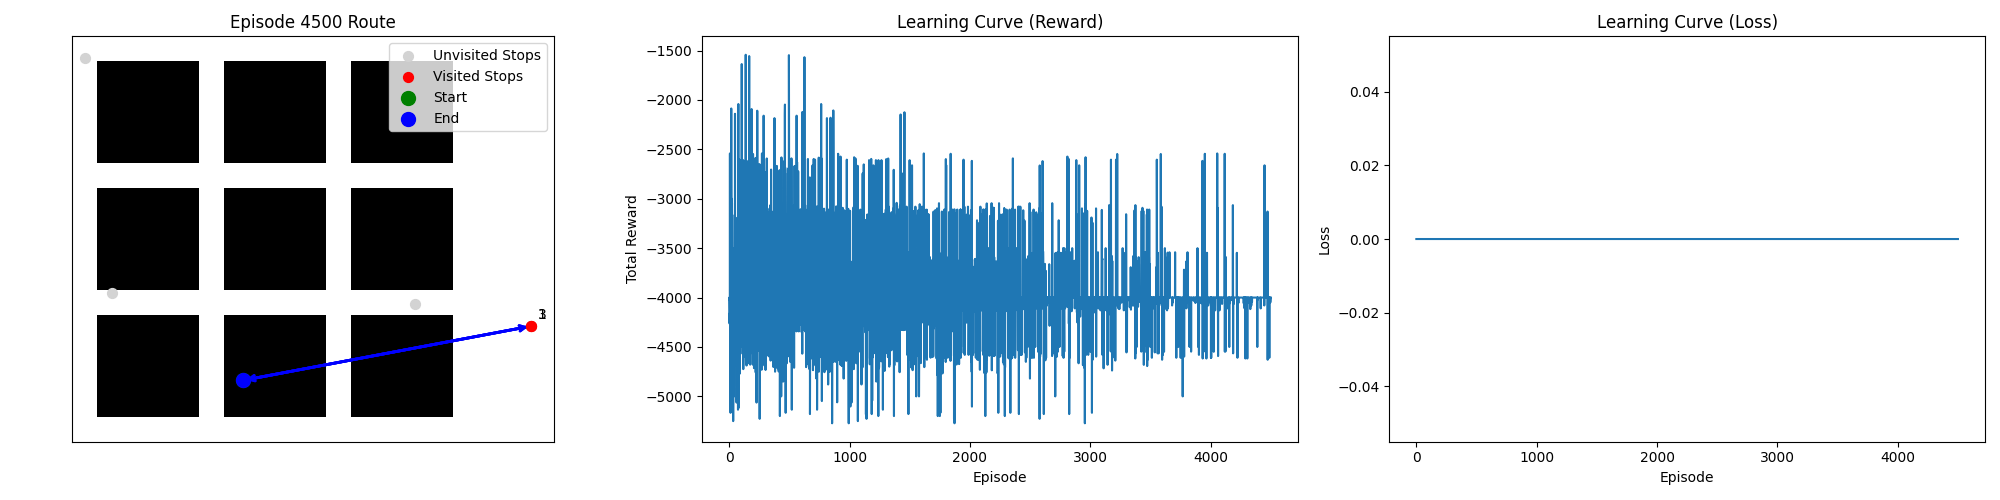 Episode 4500 Route
Unvisited Stops
Visited Stops
Start
End
Learning Curve (Reward)
Total Reward
−1500
−2000
−2500
−3000
−3500
−4000
−4500
−5000
0
1000
2000
3000
4000
Episode
Learning Curve (Loss)
Loss
0.04
0.02
0.00
−0.02
−0.04
0
1000
2000
3000
4000
Episode